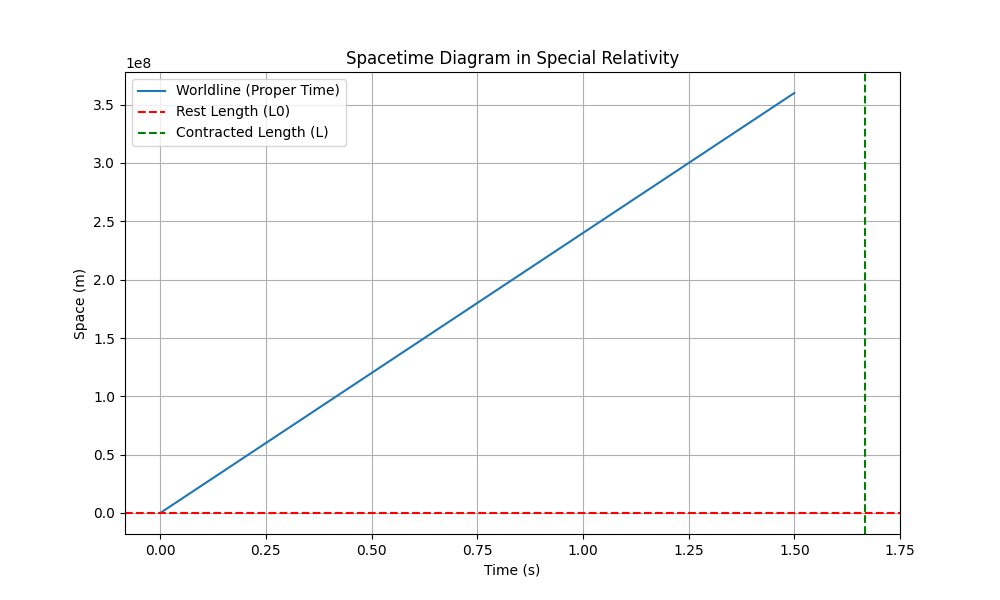 Spacetime Diagram in Special Relativity
1e8
Worldline (Proper Time)
Rest Length (L0)
Contracted Length (L)
3.5
3.0
2.5
2.0
1.5
1.0
0.5
0.0
Space (m)
0.00 0.25 0.50 0.75 1.00 1.25 1.50 1.75
Time (s)